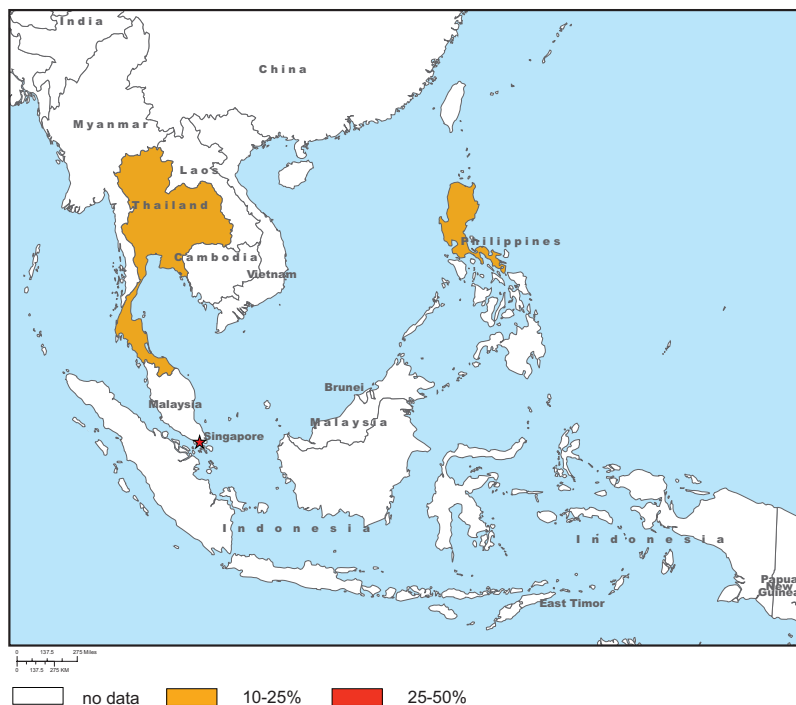 India
China
Myanmar
Laos
Thailand
Philippines
Cambodia
Vietnam
Brunei
Malaysia
Malaysia
Singapore
Indonesia
Indonesia
Papua
New
Guinea
East Timor
0 137.5 275 Miles
0 137.5 275 KM
no data 10-25% 25-50%